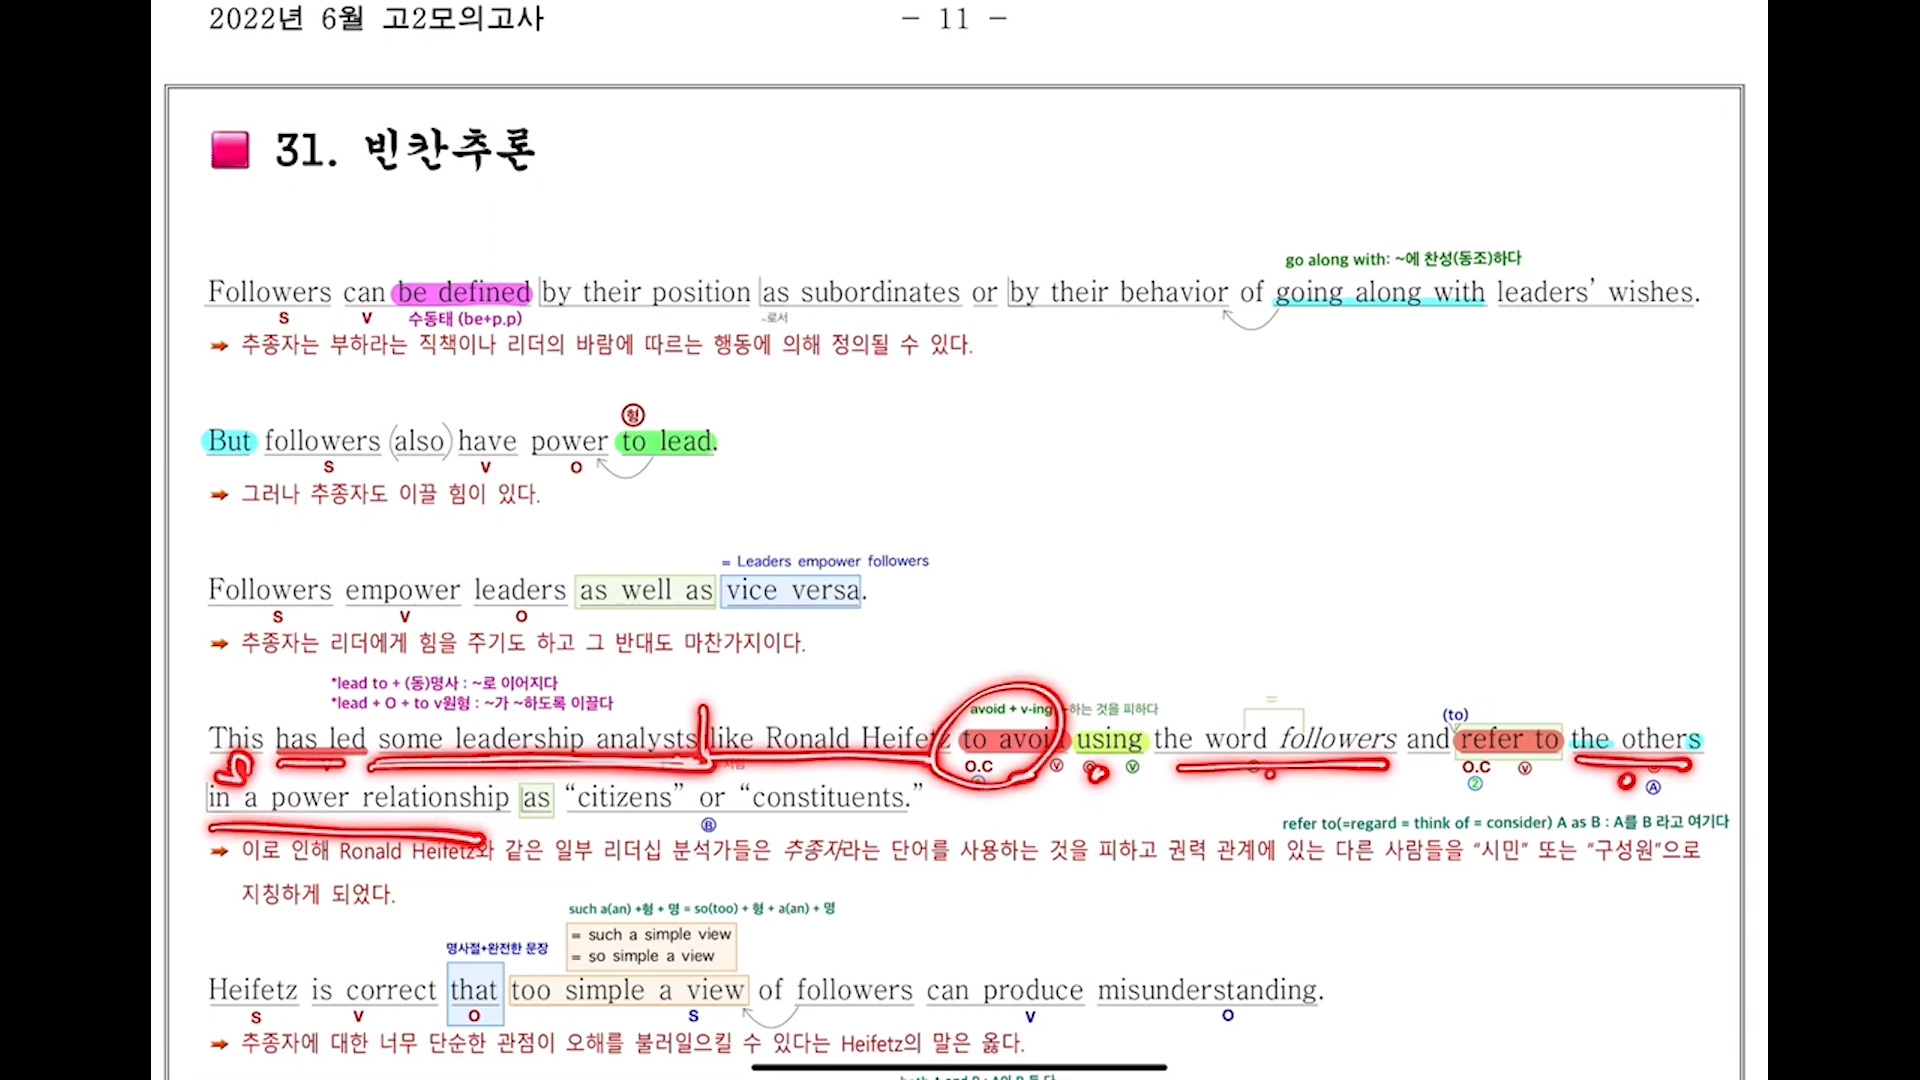 2022년 6월 고2모의고사
− 11 −
31. 빈칸추론
go along with: ~에 찬성(동조)하다
Followers can be defined by their position as subordinates or by their behavior of going along with leaders' wishes.
S V 수동태 (be+p.p) ~로서
➡ 추종자는 부하라는 직책이나 리더의 바람에 따르는 행동에 의해 정의될 수 있다.
형
But followers (also) have power to lead.
S V O
➡ 그러나 추종자도 이끌 힘이 있다.
= Leaders empower followers
Followers empower leaders as well as vice versa.
S V O
➡ 추종자는 리더에게 힘을 주기도 하고 그 반대도 마찬가지이다.
*lead to + (동)명사 : ~로 이어지다
*lead + O + to v원형 : ~가 ~하도록 이끌다
avoid + v-ing ~하는 것을 피하다 = (to)
This has led some leadership analysts like Ronald Heifetz to avoid using the word followers and refer to the others
O.C ⓥ ⓞ ⓥ O.C ⓥ
② Ⓐ
in a power relationship as “citizens” or “constituents.”
Ⓑ
refer to(=regard = think of = consider) A as B : A를 B 라고 여기다
➡ 이로 인해 Ronald Heifetz와 같은 일부 리더십 분석가들은 추종자라는 단어를 사용하는 것을 피하고 권력 관계에 있는 다른 사람들을 “시민” 또는 “구성원”으로
지칭하게 되었다.
such a(an) +형 + 명 = so(too) + 형 + a(an) + 명
= such a simple view
명사절+완전한 문장
= so simple a view
Heifetz is correct that too simple a view of followers can produce misunderstanding.
S V O S V O
➡ 추종자에 대한 너무 단순한 관점이 오해를 불러일으킬 수 있다는 Heifetz의 말은 옳다.